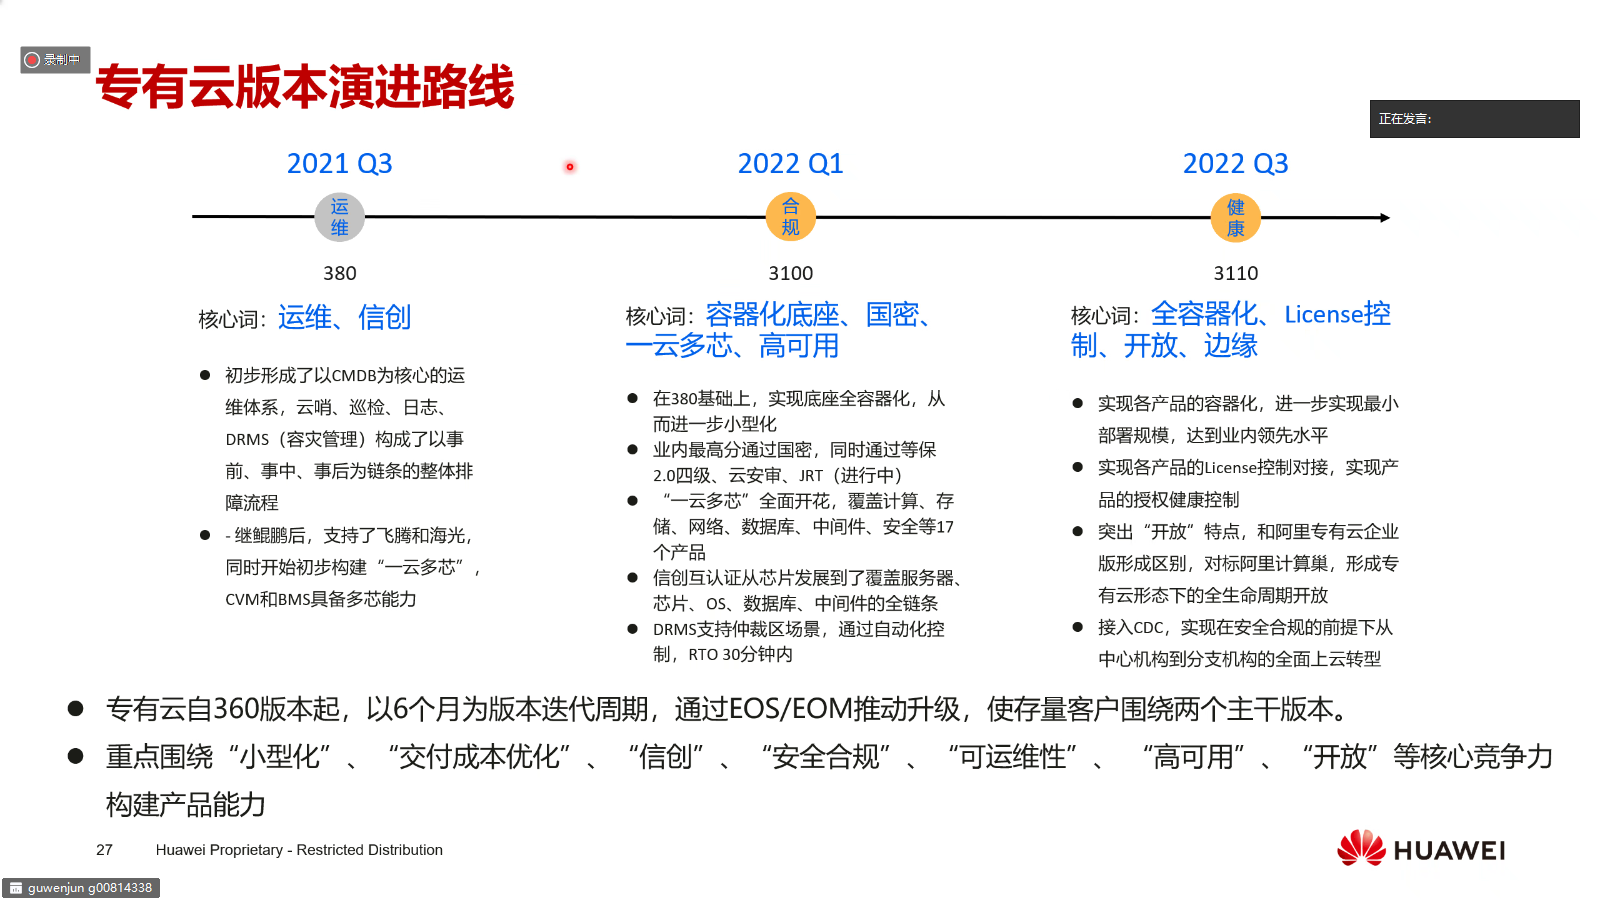 录制中
专有云版本演进路线
正在发言:
2021 Q3
2022 Q1
2022 Q3
运维
合规
健康
380
3100
3110
核心词：运维、信创
初步形成了以CMDB为核心的运
维体系，云哨、巡检、日志、
DRMS（容灾管理）构成了以事
前、事中、事后为链条的整体排
障流程
- 继鲲鹏后，支持了飞腾和海光，
同时开始初步构建“一云多芯”，
CVM和BMS具备多芯能力
核心词：容器化底座、国密、
一云多芯、高可用
在380基础上，实现底座全容器化，从
而进一步小型化
业内最高分通过国密，同时通过等保
2.0四级、云安审、JRT（进行中）
“一云多芯”全面开花，覆盖计算、存
储、网络、数据库、中间件、安全等17
个产品
信创互认证从芯片发展到了覆盖服务器、
芯片、OS、数据库、中间件的全链条
DRMS支持仲裁区场景，通过自动化控
制，RTO 30分钟内
核心词：全容器化、License控
制、开放、边缘
实现各产品的容器化，进一步实现最小
部署规模，达到业内领先水平
实现各产品的License控制对接，实现产
品的授权健康控制
突出“开放”特点，和阿里专有云企业
版形成区别，对标阿里计算巢，形成专
有云形态下的全生命周期开放
接入CDC，实现在安全合规的前提下从
中心机构到分支机构的全面上云转型
专有云自360版本起，以6个月为版本迭代周期，通过EOS/EOM推动升级，使存量客户围绕两个主干版本。
重点围绕“小型化”、“交付成本优化”、“信创”、“安全合规”、“可运维性”、“高可用”、“开放”等核心竞争力
构建产品能力
27
Huawei Proprietary - Restricted Distribution
HUAWEI
guwenjun g00814338